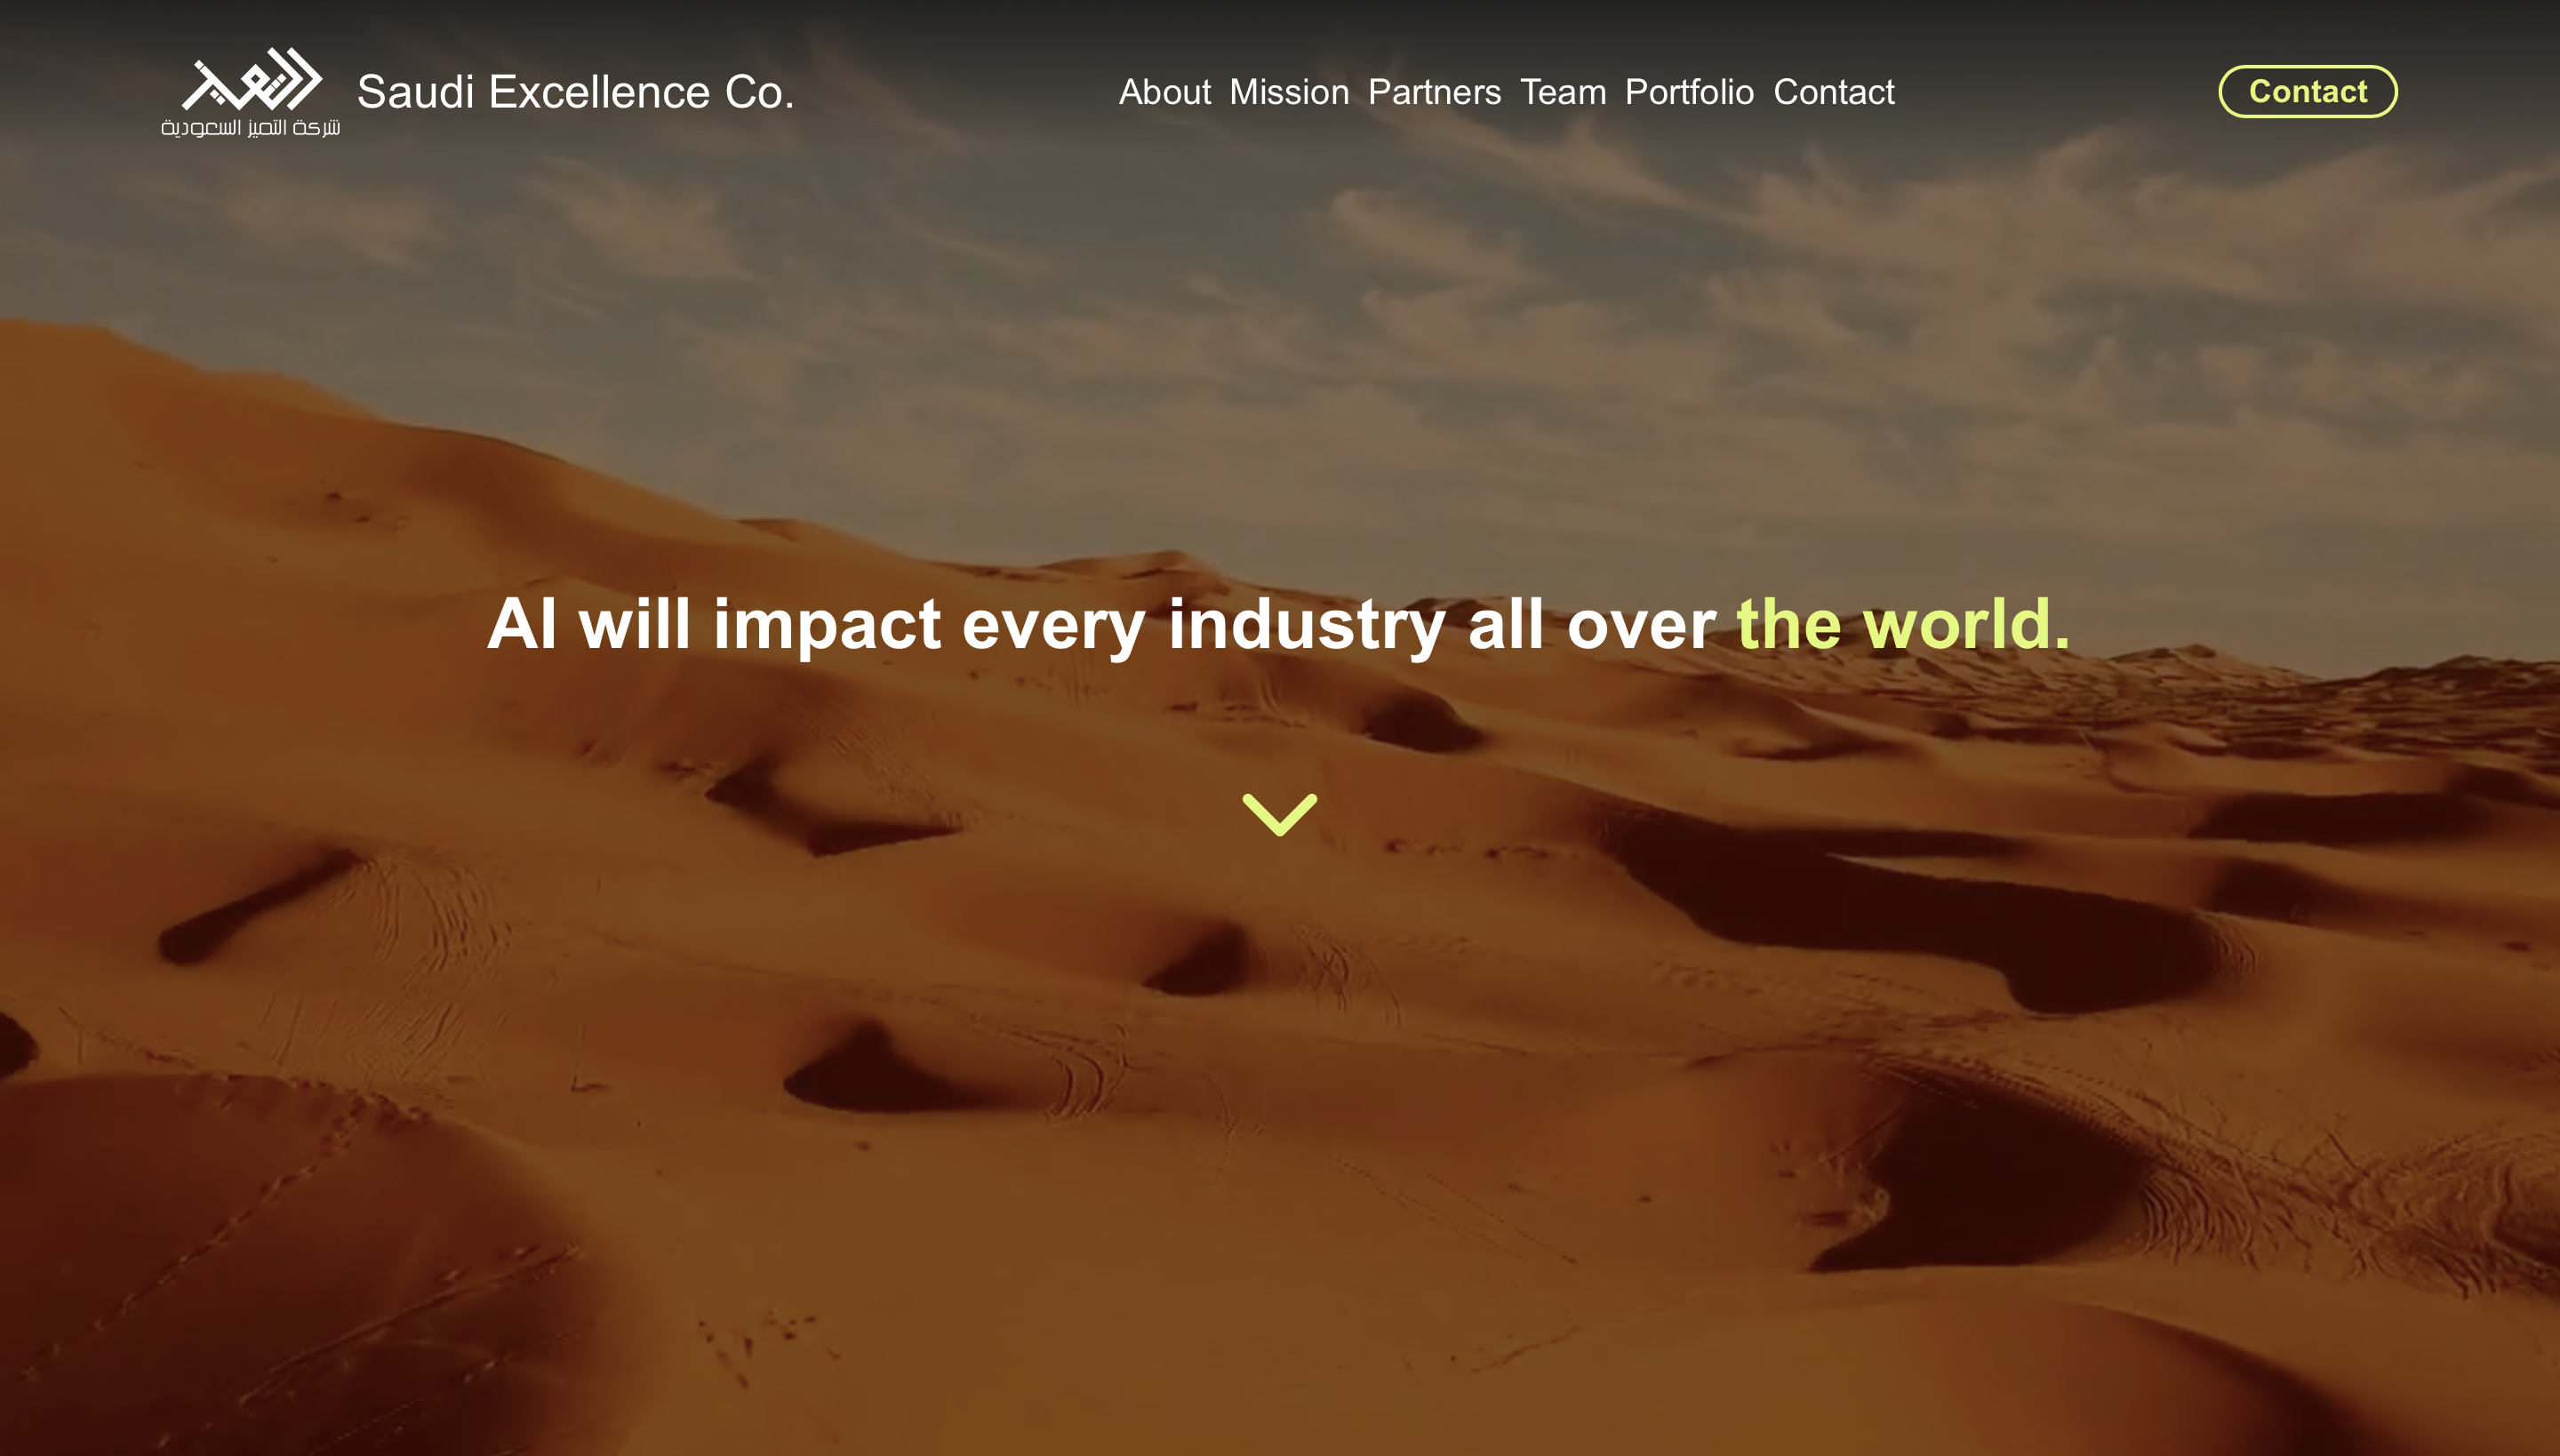 شركة التميز السعودية
Saudi Excellence Co.
About Mission Partners Team Portfolio Contact
Contact
AI will impact every industry all over the world.